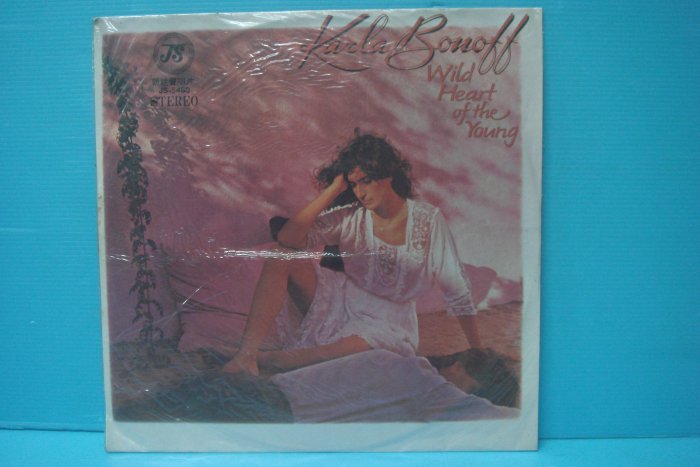 Karla Bonoff
Wild
Heart
of the
Young
JS
STEREO